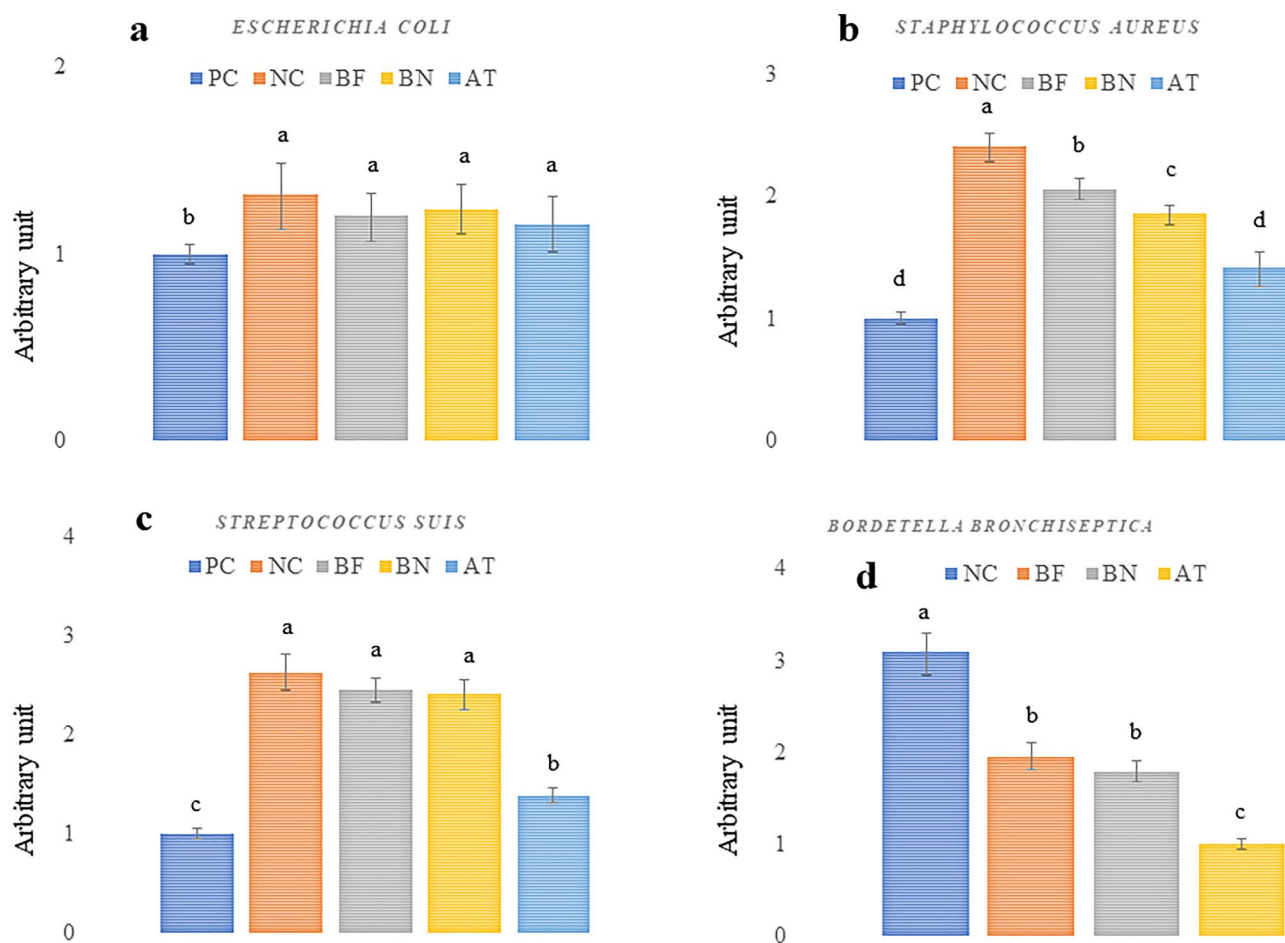 a
ESCHERICHIA COLI
2
PC NC BF BN AT
a
a
a
a
b
1
0
Arbitrary unit
b
STAPHYLOCOCCUS AUREUS
3
PC NC BF BN AT
a
b
c
2
d
d
1
0
Arbitrary unit
c
STREPTOCOCCUS SUIS
4
PC NC BF BN AT
3
a
a
a
2
b
c
1
0
Arbitrary unit
BORDETELLA BRONCHISEPTICA
4
d
NC BF BN AT
a
3
b
b
2
c
1
0
Arbitrary unit